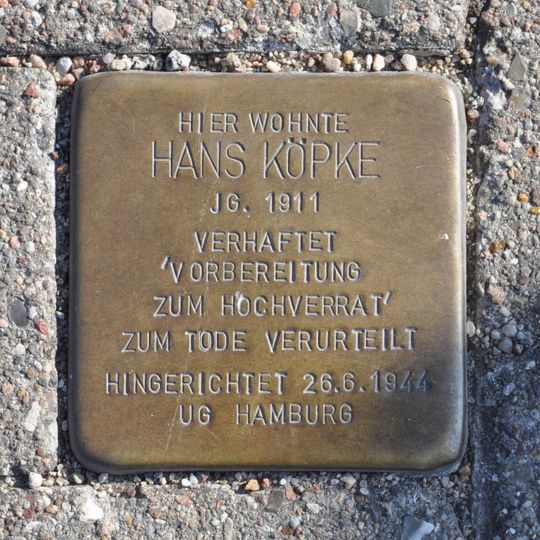 HIER WOHNTE
HANS KÖPKE
JG. 1911
VERHAFTET
'VORBEREITUNG
ZUM HOCHVERRAT'
ZUM TODE VERURTEILT
HINGERICHTET 26.6.1944
UG HAMBURG